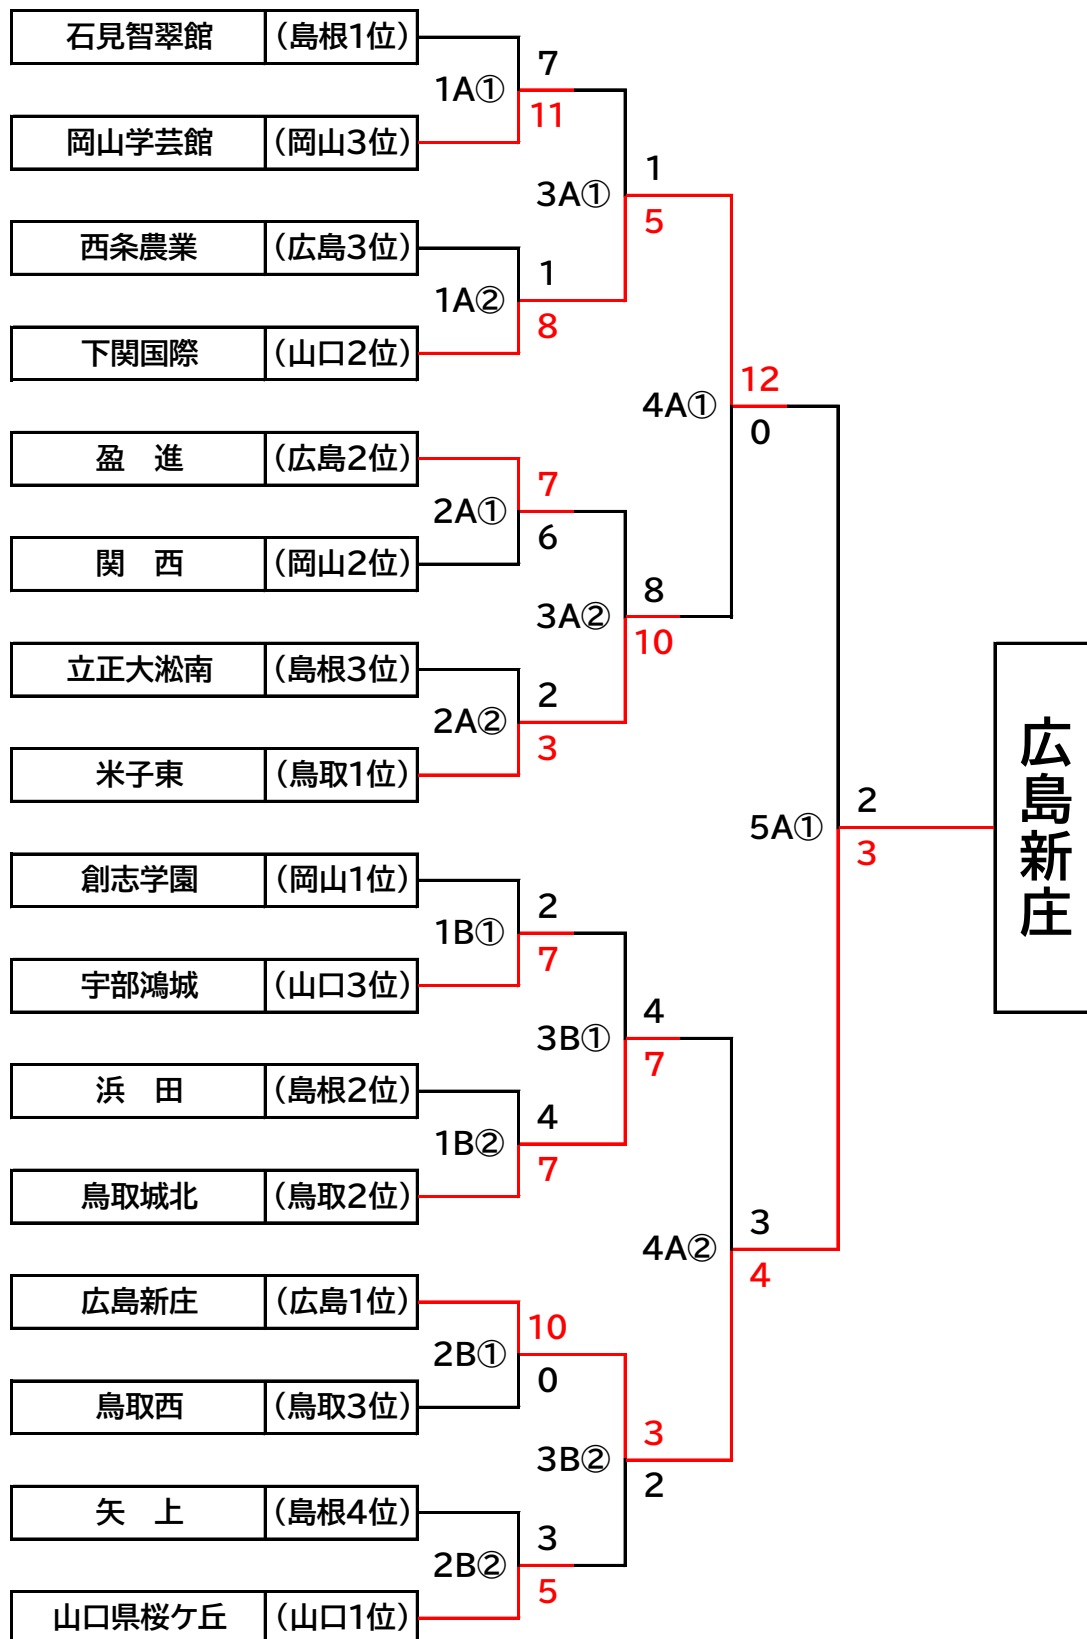 石見智翠館 (島根1位)
7
1A①
11
岡山学芸館 (岡山3位)
1
3A①
5
西条農業 (広島3位)
1
1A②
8
下関国際 (山口2位)
12
4A①
0
盈　進 (広島2位)
7
2A①
6
関　西 (岡山2位)
8
3A②
10
立正大淞南 (島根3位)
2
2A②
3
米子東 (鳥取1位)
2
5A①
3
広島新庄
創志学園 (岡山1位)
2
1B①
7
宇部鴻城 (山口3位)
4
3B①
7
浜　田 (島根2位)
4
1B②
7
鳥取城北 (鳥取2位)
3
4A②
4
広島新庄 (広島1位)
10
2B①
0
鳥取西 (鳥取3位)
3
3B②
2
矢　上 (島根4位)
3
2B②
5
山口県桜ケ丘 (山口1位)